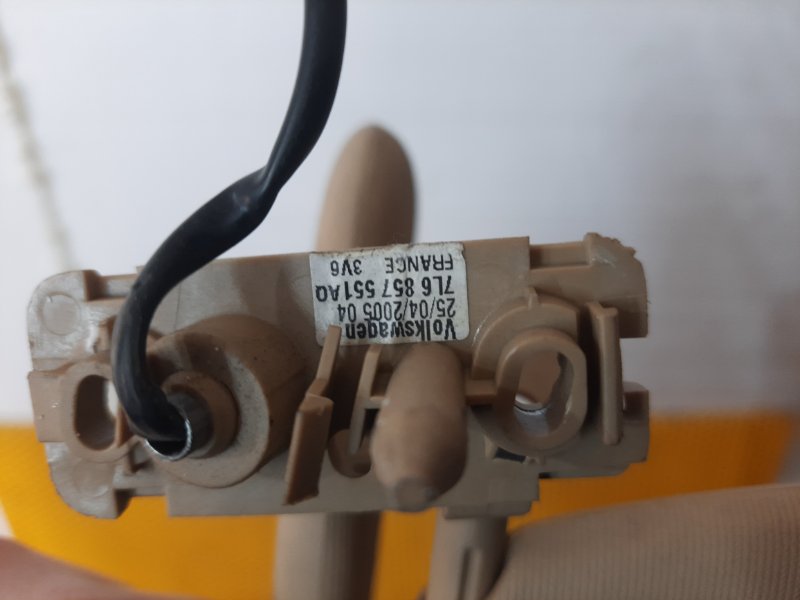 Volkswagen
25/04/2005 04
7L6 857 551AQ
FRANCE 3V6